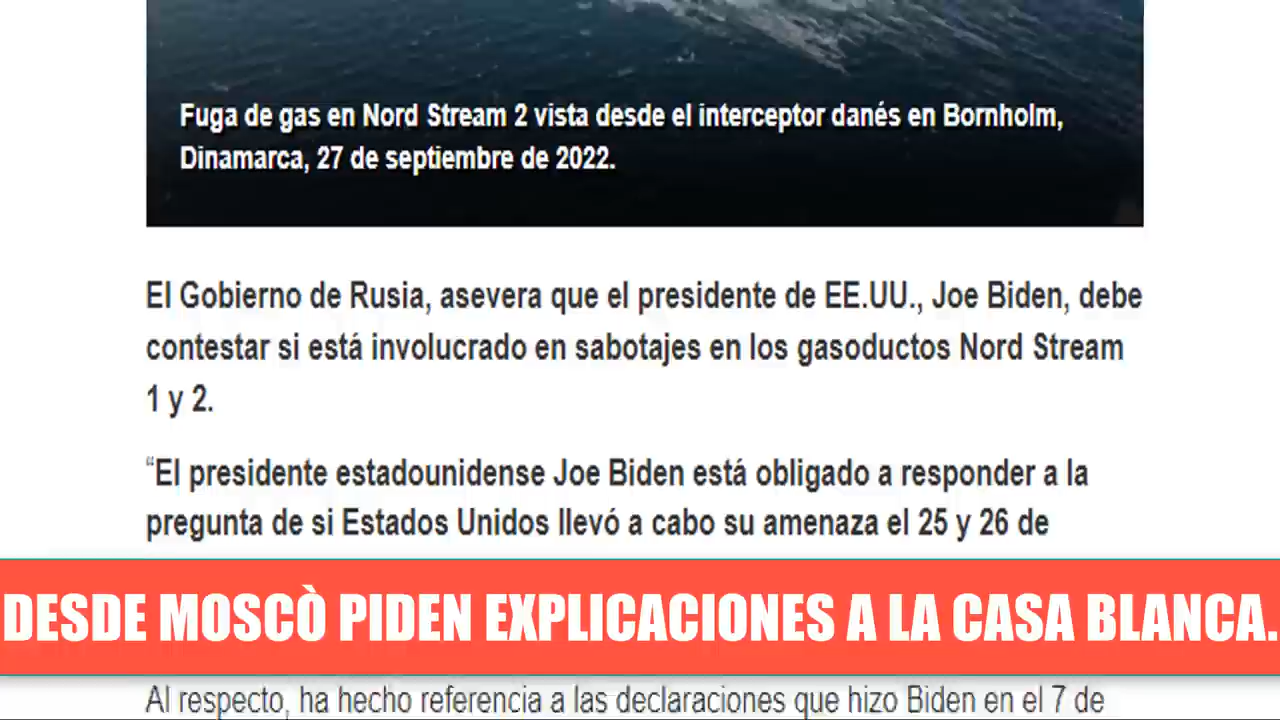 Fuga de gas en Nord Stream 2 vista desde el interceptor danés en Bornholm,
Dinamarca, 27 de septiembre de 2022.
El Gobierno de Rusia, asevera que el presidente de EE.UU., Joe Biden, debe
contestar si está involucrado en sabotajes en los gasoductos Nord Stream
1 y 2.
“El presidente estadounidense Joe Biden está obligado a responder a la
pregunta de si Estados Unidos llevó a cabo su amenaza el 25 y 26 de
DESDE MOSCÒ PIDEN EXPLICACIONES A LA CASA BLANCA.
Al respecto, ha hecho referencia a las declaraciones que hizo Biden en el 7 de